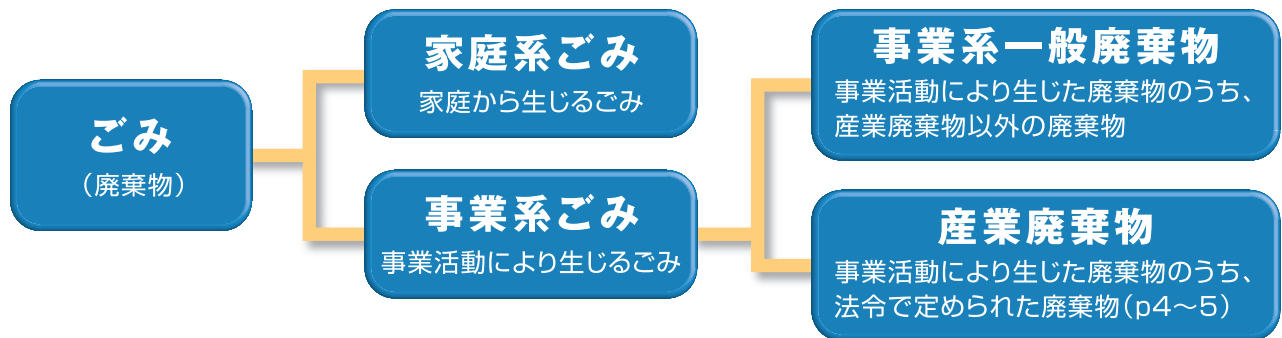 ごみ
（廃棄物）
家庭系ごみ
家庭から生じるごみ
事業系ごみ
事業活動により生じるごみ
事業系一般廃棄物
事業活動により生じた廃棄物のうち、
産業廃棄物以外の廃棄物
産業廃棄物
事業活動により生じた廃棄物のうち、
法令で定められた廃棄物（p4～5）